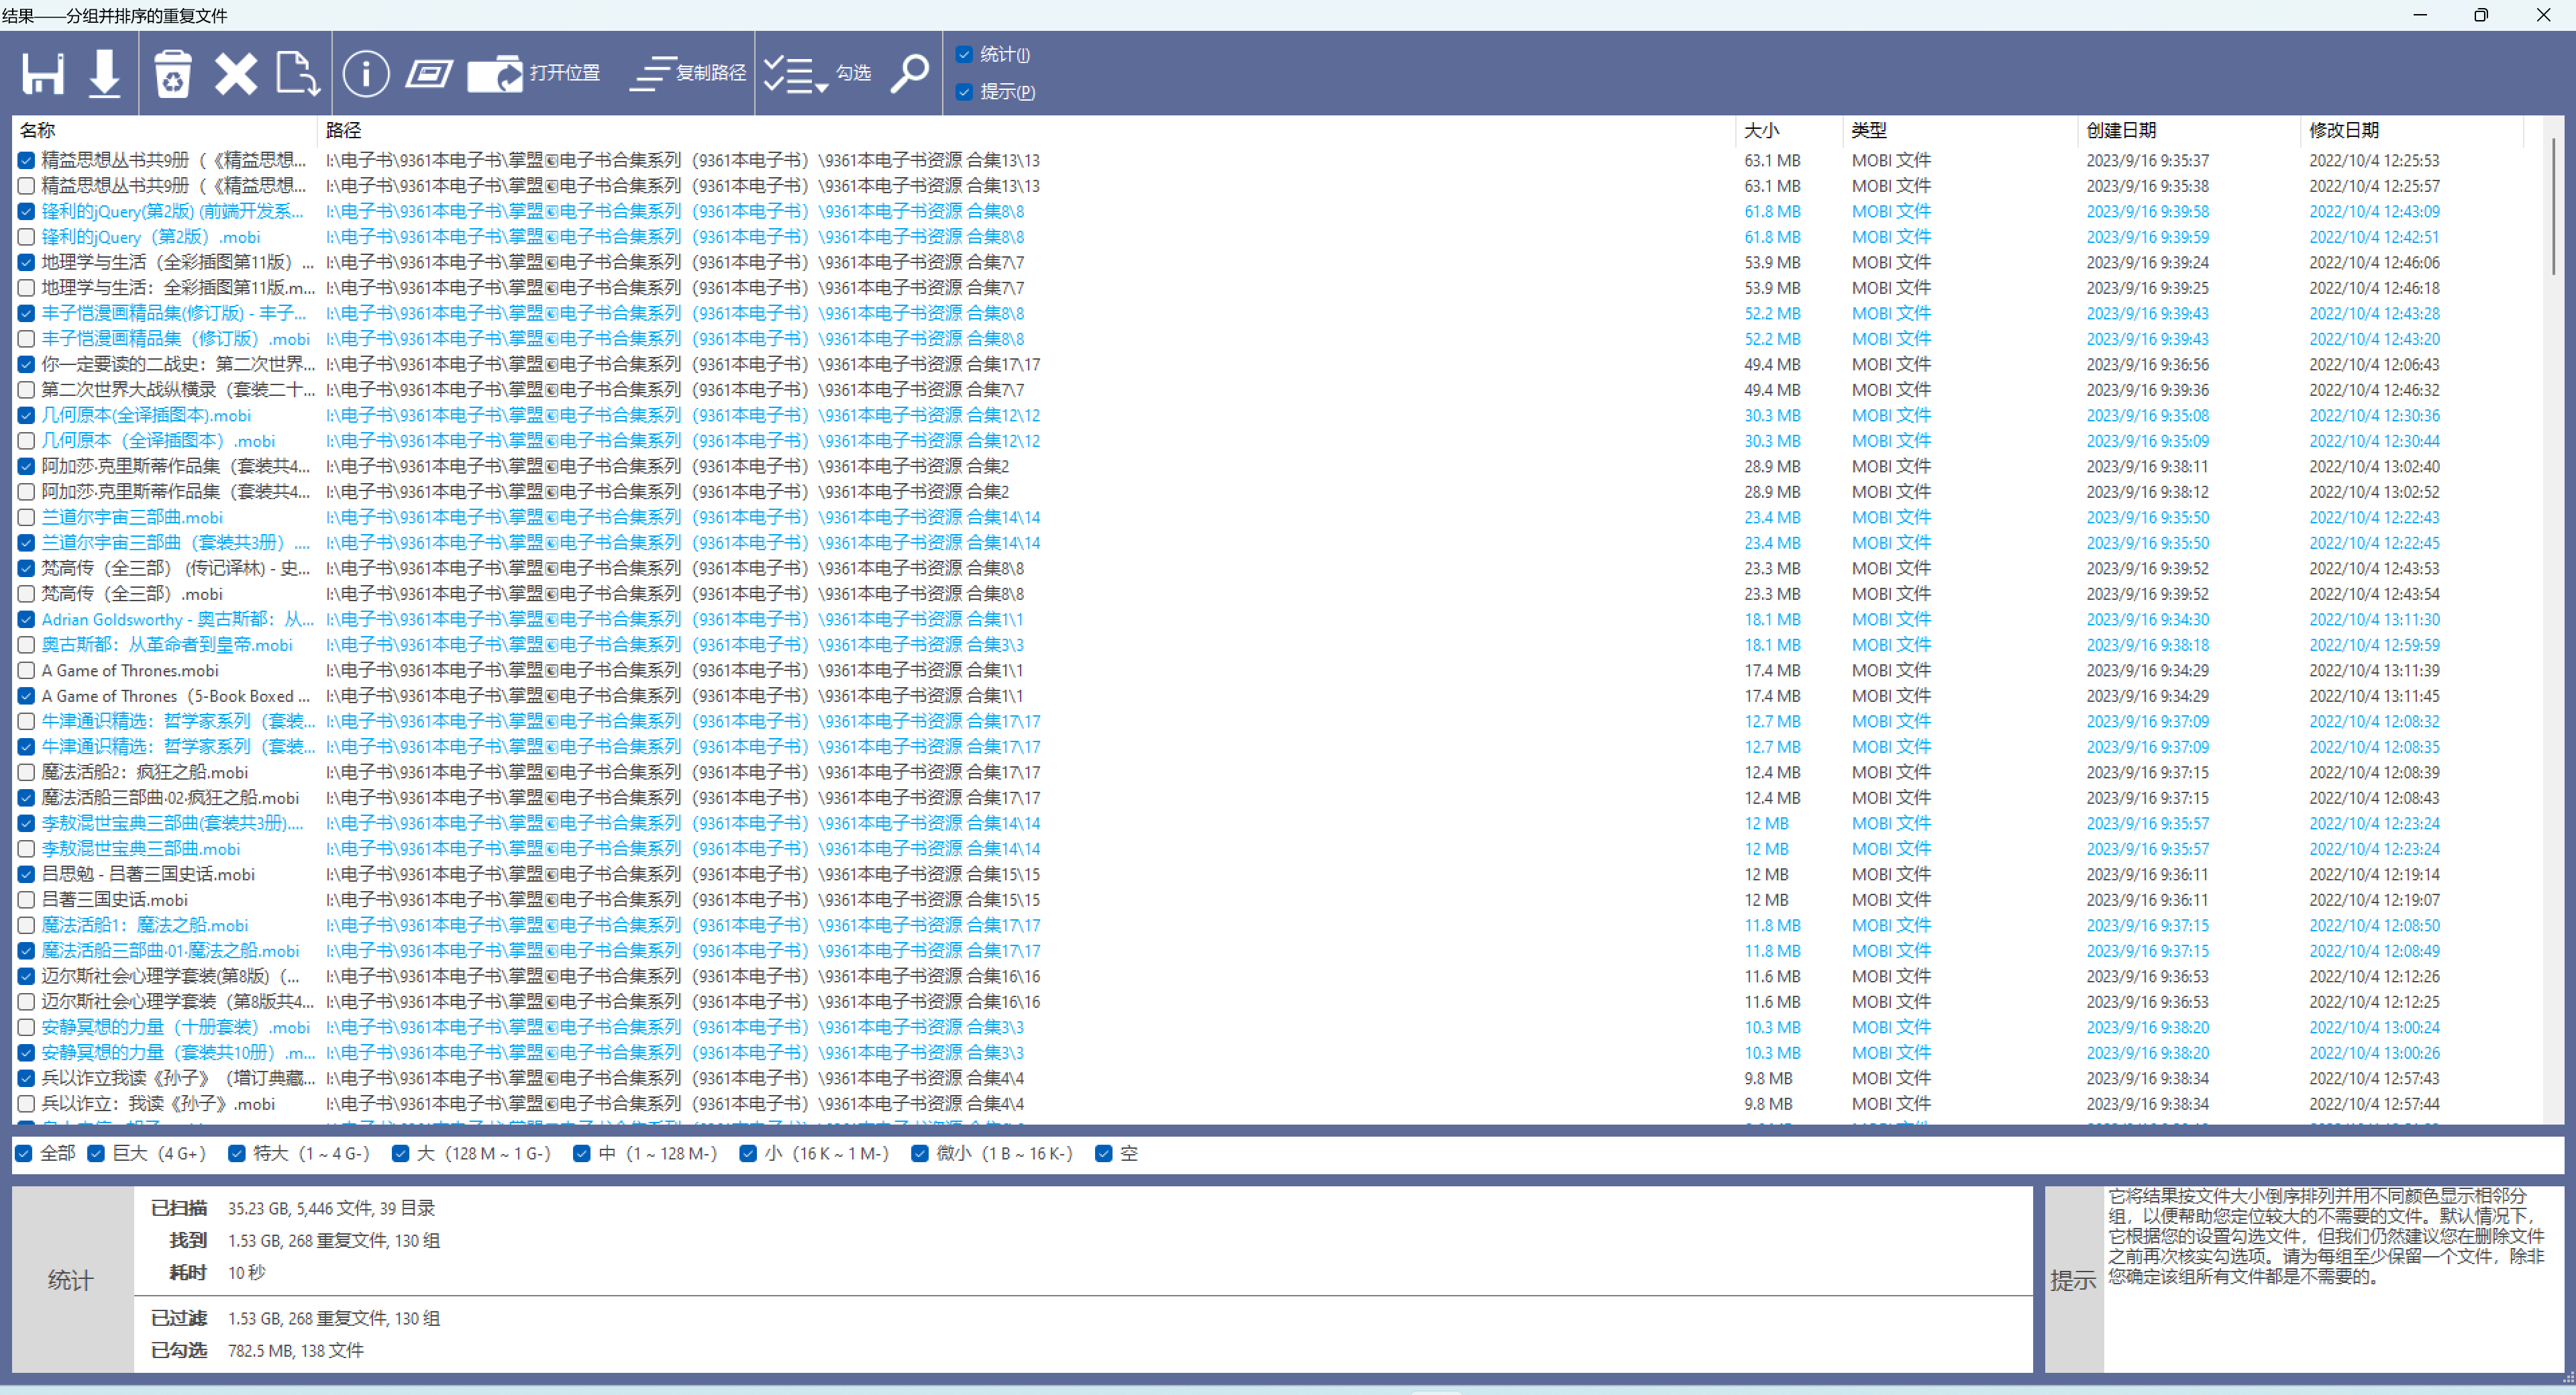 结果——分组并排序的重复文件
打开位置 复制路径 勾选 统计(I)
提示(P)
名称 路径 大小 类型 创建日期 修改日期
精益思想丛书共9册（《精益思想... I:\电子书\9361本电子书\掌盟电子书合集系列（9361本电子书）\9361本电子书资源 合集13\13 63.1 MB MOBI 文件 2023/9/16 9:35:37 2022/10/4 12:25:53
精益思想丛书共9册（《精益思想... I:\电子书\9361本电子书\掌盟电子书合集系列（9361本电子书）\9361本电子书资源 合集13\13 63.1 MB MOBI 文件 2023/9/16 9:35:38 2022/10/4 12:25:57
锋利的jQuery(第2版) (前端开发系... I:\电子书\9361本电子书\掌盟电子书合集系列（9361本电子书）\9361本电子书资源 合集8\8 61.8 MB MOBI 文件 2023/9/16 9:39:58 2022/10/4 12:43:09
锋利的jQuery（第2版）.mobi I:\电子书\9361本电子书\掌盟电子书合集系列（9361本电子书）\9361本电子书资源 合集8\8 61.8 MB MOBI 文件 2023/9/16 9:39:59 2022/10/4 12:42:51
地理学与生活（全彩插图第11版）... I:\电子书\9361本电子书\掌盟电子书合集系列（9361本电子书）\9361本电子书资源 合集7\7 53.9 MB MOBI 文件 2023/9/16 9:39:24 2022/10/4 12:46:06
地理学与生活：全彩插图第11版.m... I:\电子书\9361本电子书\掌盟电子书合集系列（9361本电子书）\9361本电子书资源 合集7\7 53.9 MB MOBI 文件 2023/9/16 9:39:25 2022/10/4 12:46:18
丰子恺漫画精品集(修订版) - 丰子... I:\电子书\9361本电子书\掌盟电子书合集系列（9361本电子书）\9361本电子书资源 合集8\8 52.2 MB MOBI 文件 2023/9/16 9:39:43 2022/10/4 12:43:28
丰子恺漫画精品集（修订版）.mobi I:\电子书\9361本电子书\掌盟电子书合集系列（9361本电子书）\9361本电子书资源 合集8\8 52.2 MB MOBI 文件 2023/9/16 9:39:43 2022/10/4 12:43:20
你一定要读的二战史：第二次世界... I:\电子书\9361本电子书\掌盟电子书合集系列（9361本电子书）\9361本电子书资源 合集17\17 49.4 MB MOBI 文件 2023/9/16 9:36:56 2022/10/4 12:06:43
第二次世界大战纵横录（套装二十... I:\电子书\9361本电子书\掌盟电子书合集系列（9361本电子书）\9361本电子书资源 合集7\7 49.4 MB MOBI 文件 2023/9/16 9:39:36 2022/10/4 12:46:32
几何原本(全译插图本).mobi I:\电子书\9361本电子书\掌盟电子书合集系列（9361本电子书）\9361本电子书资源 合集12\12 30.3 MB MOBI 文件 2023/9/16 9:35:08 2022/10/4 12:30:36
几何原本（全译插图本）.mobi I:\电子书\9361本电子书\掌盟电子书合集系列（9361本电子书）\9361本电子书资源 合集12\12 30.3 MB MOBI 文件 2023/9/16 9:35:09 2022/10/4 12:30:44
阿加莎·克里斯蒂作品集（套装共4... I:\电子书\9361本电子书\掌盟电子书合集系列（9361本电子书）\9361本电子书资源 合集2 28.9 MB MOBI 文件 2023/9/16 9:38:11 2022/10/4 13:02:40
阿加莎·克里斯蒂作品集（套装共4... I:\电子书\9361本电子书\掌盟电子书合集系列（9361本电子书）\9361本电子书资源 合集2 28.9 MB MOBI 文件 2023/9/16 9:38:12 2022/10/4 13:02:52
兰道尔宇宙三部曲.mobi I:\电子书\9361本电子书\掌盟电子书合集系列（9361本电子书）\9361本电子书资源 合集14\14 23.4 MB MOBI 文件 2023/9/16 9:35:50 2022/10/4 12:22:43
兰道尔宇宙三部曲（套装共3册）.... I:\电子书\9361本电子书\掌盟电子书合集系列（9361本电子书）\9361本电子书资源 合集14\14 23.4 MB MOBI 文件 2023/9/16 9:35:50 2022/10/4 12:22:45
梵高传（全三部） (传记译林) - 史... I:\电子书\9361本电子书\掌盟电子书合集系列（9361本电子书）\9361本电子书资源 合集8\8 23.3 MB MOBI 文件 2023/9/16 9:39:52 2022/10/4 12:43:53
梵高传（全三部）.mobi I:\电子书\9361本电子书\掌盟电子书合集系列（9361本电子书）\9361本电子书资源 合集8\8 23.3 MB MOBI 文件 2023/9/16 9:39:52 2022/10/4 12:43:54
Adrian Goldsworthy - 奥古斯都：从... I:\电子书\9361本电子书\掌盟电子书合集系列（9361本电子书）\9361本电子书资源 合集1\1 18.1 MB MOBI 文件 2023/9/16 9:34:30 2022/10/4 13:11:30
奥古斯都：从革命者到皇帝.mobi I:\电子书\9361本电子书\掌盟电子书合集系列（9361本电子书）\9361本电子书资源 合集3\3 18.1 MB MOBI 文件 2023/9/16 9:38:18 2022/10/4 12:59:59
A Game of Thrones.mobi I:\电子书\9361本电子书\掌盟电子书合集系列（9361本电子书）\9361本电子书资源 合集1\1 17.4 MB MOBI 文件 2023/9/16 9:34:29 2022/10/4 13:11:39
A Game of Thrones（5-Book Boxed ... I:\电子书\9361本电子书\掌盟电子书合集系列（9361本电子书）\9361本电子书资源 合集1\1 17.4 MB MOBI 文件 2023/9/16 9:34:29 2022/10/4 13:11:45
牛津通识精选：哲学家系列（套装... I:\电子书\9361本电子书\掌盟电子书合集系列（9361本电子书）\9361本电子书资源 合集17\17 12.7 MB MOBI 文件 2023/9/16 9:37:09 2022/10/4 12:08:32
牛津通识精选：哲学家系列（套装... I:\电子书\9361本电子书\掌盟电子书合集系列（9361本电子书）\9361本电子书资源 合集17\17 12.7 MB MOBI 文件 2023/9/16 9:37:09 2022/10/4 12:08:35
魔法活船2：疯狂之船.mobi I:\电子书\9361本电子书\掌盟电子书合集系列（9361本电子书）\9361本电子书资源 合集17\17 12.4 MB MOBI 文件 2023/9/16 9:37:15 2022/10/4 12:08:39
魔法活船三部曲·02·疯狂之船.mobi I:\电子书\9361本电子书\掌盟电子书合集系列（9361本电子书）\9361本电子书资源 合集17\17 12.4 MB MOBI 文件 2023/9/16 9:37:15 2022/10/4 12:08:43
李敖混世宝典三部曲(套装共3册).... I:\电子书\9361本电子书\掌盟电子书合集系列（9361本电子书）\9361本电子书资源 合集14\14 12 MB MOBI 文件 2023/9/16 9:35:57 2022/10/4 12:23:24
李敖混世宝典三部曲.mobi I:\电子书\9361本电子书\掌盟电子书合集系列（9361本电子书）\9361本电子书资源 合集14\14 12 MB MOBI 文件 2023/9/16 9:35:57 2022/10/4 12:23:24
吕思勉 - 吕著三国史话.mobi I:\电子书\9361本电子书\掌盟电子书合集系列（9361本电子书）\9361本电子书资源 合集15\15 12 MB MOBI 文件 2023/9/16 9:36:11 2022/10/4 12:19:14
吕著三国史话.mobi I:\电子书\9361本电子书\掌盟电子书合集系列（9361本电子书）\9361本电子书资源 合集15\15 12 MB MOBI 文件 2023/9/16 9:36:11 2022/10/4 12:19:07
魔法活船1：魔法之船.mobi I:\电子书\9361本电子书\掌盟电子书合集系列（9361本电子书）\9361本电子书资源 合集17\17 11.8 MB MOBI 文件 2023/9/16 9:37:15 2022/10/4 12:08:50
魔法活船三部曲·01·魔法之船.mobi I:\电子书\9361本电子书\掌盟电子书合集系列（9361本电子书）\9361本电子书资源 合集17\17 11.8 MB MOBI 文件 2023/9/16 9:37:15 2022/10/4 12:08:49
迈尔斯社会心理学套装(第8版)（... I:\电子书\9361本电子书\掌盟电子书合集系列（9361本电子书）\9361本电子书资源 合集16\16 11.6 MB MOBI 文件 2023/9/16 9:36:53 2022/10/4 12:12:26
迈尔斯社会心理学套装（第8版共4... I:\电子书\9361本电子书\掌盟电子书合集系列（9361本电子书）\9361本电子书资源 合集16\16 11.6 MB MOBI 文件 2023/9/16 9:36:53 2022/10/4 12:12:25
安静冥想的力量（十册套装）.mobi I:\电子书\9361本电子书\掌盟电子书合集系列（9361本电子书）\9361本电子书资源 合集3\3 10.3 MB MOBI 文件 2023/9/16 9:38:20 2022/10/4 13:00:24
安静冥想的力量（套装共10册）.m... I:\电子书\9361本电子书\掌盟电子书合集系列（9361本电子书）\9361本电子书资源 合集3\3 10.3 MB MOBI 文件 2023/9/16 9:38:20 2022/10/4 13:00:26
兵以诈立我读《孙子》（增订典藏... I:\电子书\9361本电子书\掌盟电子书合集系列（9361本电子书）\9361本电子书资源 合集4\4 9.8 MB MOBI 文件 2023/9/16 9:38:34 2022/10/4 12:57:43
兵以诈立：我读《孙子》.mobi I:\电子书\9361本电子书\掌盟电子书合集系列（9361本电子书）\9361本电子书资源 合集4\4 9.8 MB MOBI 文件 2023/9/16 9:38:34 2022/10/4 12:57:44
全部 巨大（4 G+） 特大（1 ~ 4 G-） 大（128 M ~ 1 G-） 中（1 ~ 128 M-） 小（16 K ~ 1 M-） 微小（1 B ~ 16 K-） 空
统计
已扫描 35.23 GB, 5,446 文件, 39 目录
找到 1.53 GB, 268 重复文件, 130 组
耗时 10 秒
已过滤 1.53 GB, 268 重复文件, 130 组
已勾选 782.5 MB, 138 文件
提示
它将结果按文件大小倒序排列并用不同颜色显示相邻分
组，以便帮助您定位较大的不需要的文件。默认情况下，
它根据您的设置勾选文件，但我们仍然建议您在删除文件
之前再次核实勾选项。请为每组至少保留一个文件，除非
您确定该组所有文件都是不需要的。